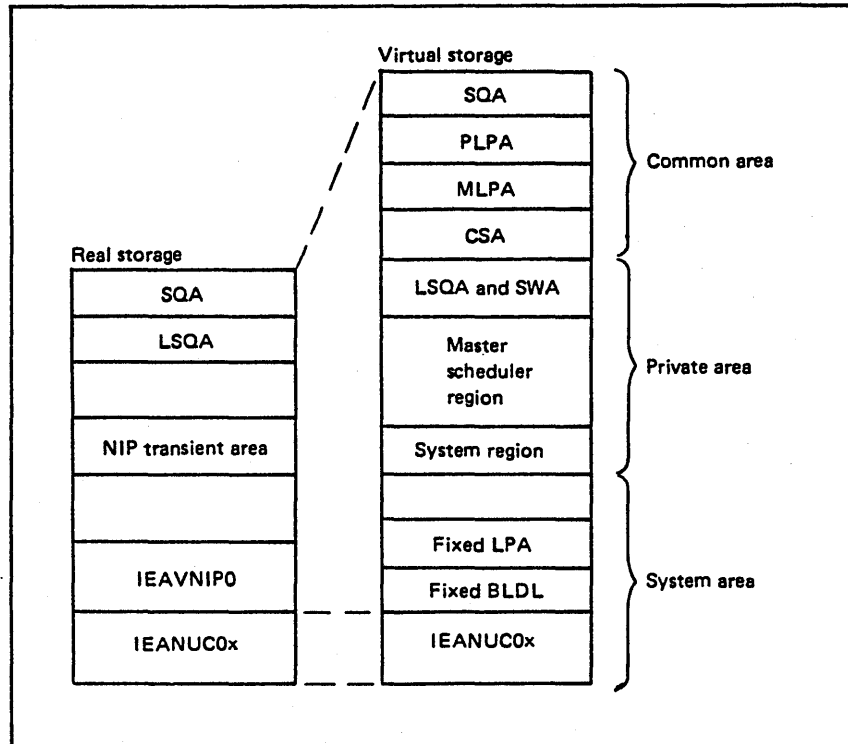 Virtual storage
SQA
PLPA
MLPA
CSA
Common area
LSQA and SWA
Master
scheduler
region
System region
Private area
Fixed LPA
Fixed BLDL
IEANUC0x
System area
Real storage
SQA
LSQA
NIP transient area
IEAVNIP0
IEANUC0x